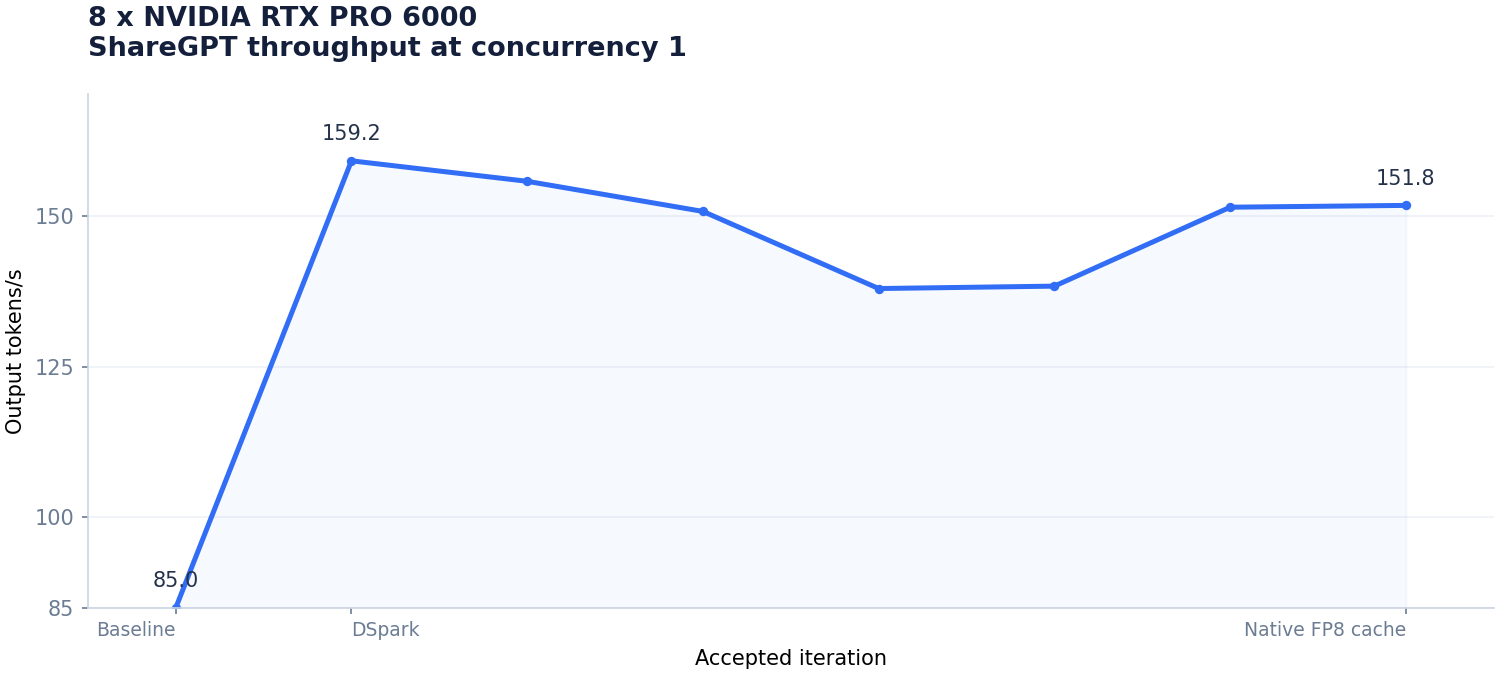 8 x NVIDIA RTX PRO 6000
ShareGPT throughput at concurrency 1
159.2
151.8
150
125
100
85.0
85
Output tokens/s
Baseline
DSpark
Native FP8 cache
Accepted iteration